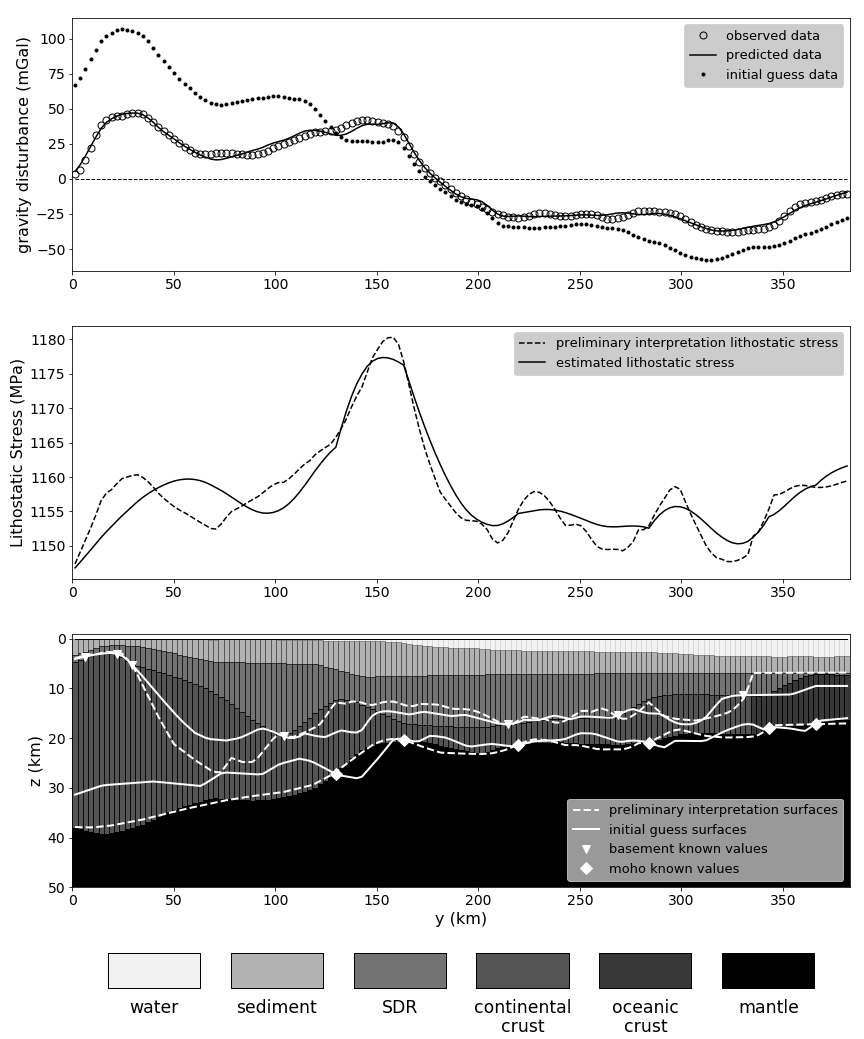 gravity disturbance (mGal)
100
75
50
25
0
−25
−50
observed data
predicted data
initial guess data
0 50 100 150 200 250 300 350
Lithostatic Stress (MPa)
1180
1175
1170
1165
1160
1155
1150
preliminary interpretation lithostatic stress
estimated lithostatic stress
0 50 100 150 200 250 300 350
z (km)
0
10
20
30
40
50
preliminary interpretation surfaces
initial guess surfaces
basement known values
moho known values
0 50 100 150 200 250 300 350
y (km)
water
sediment
SDR
continental
crust
oceanic
crust
mantle